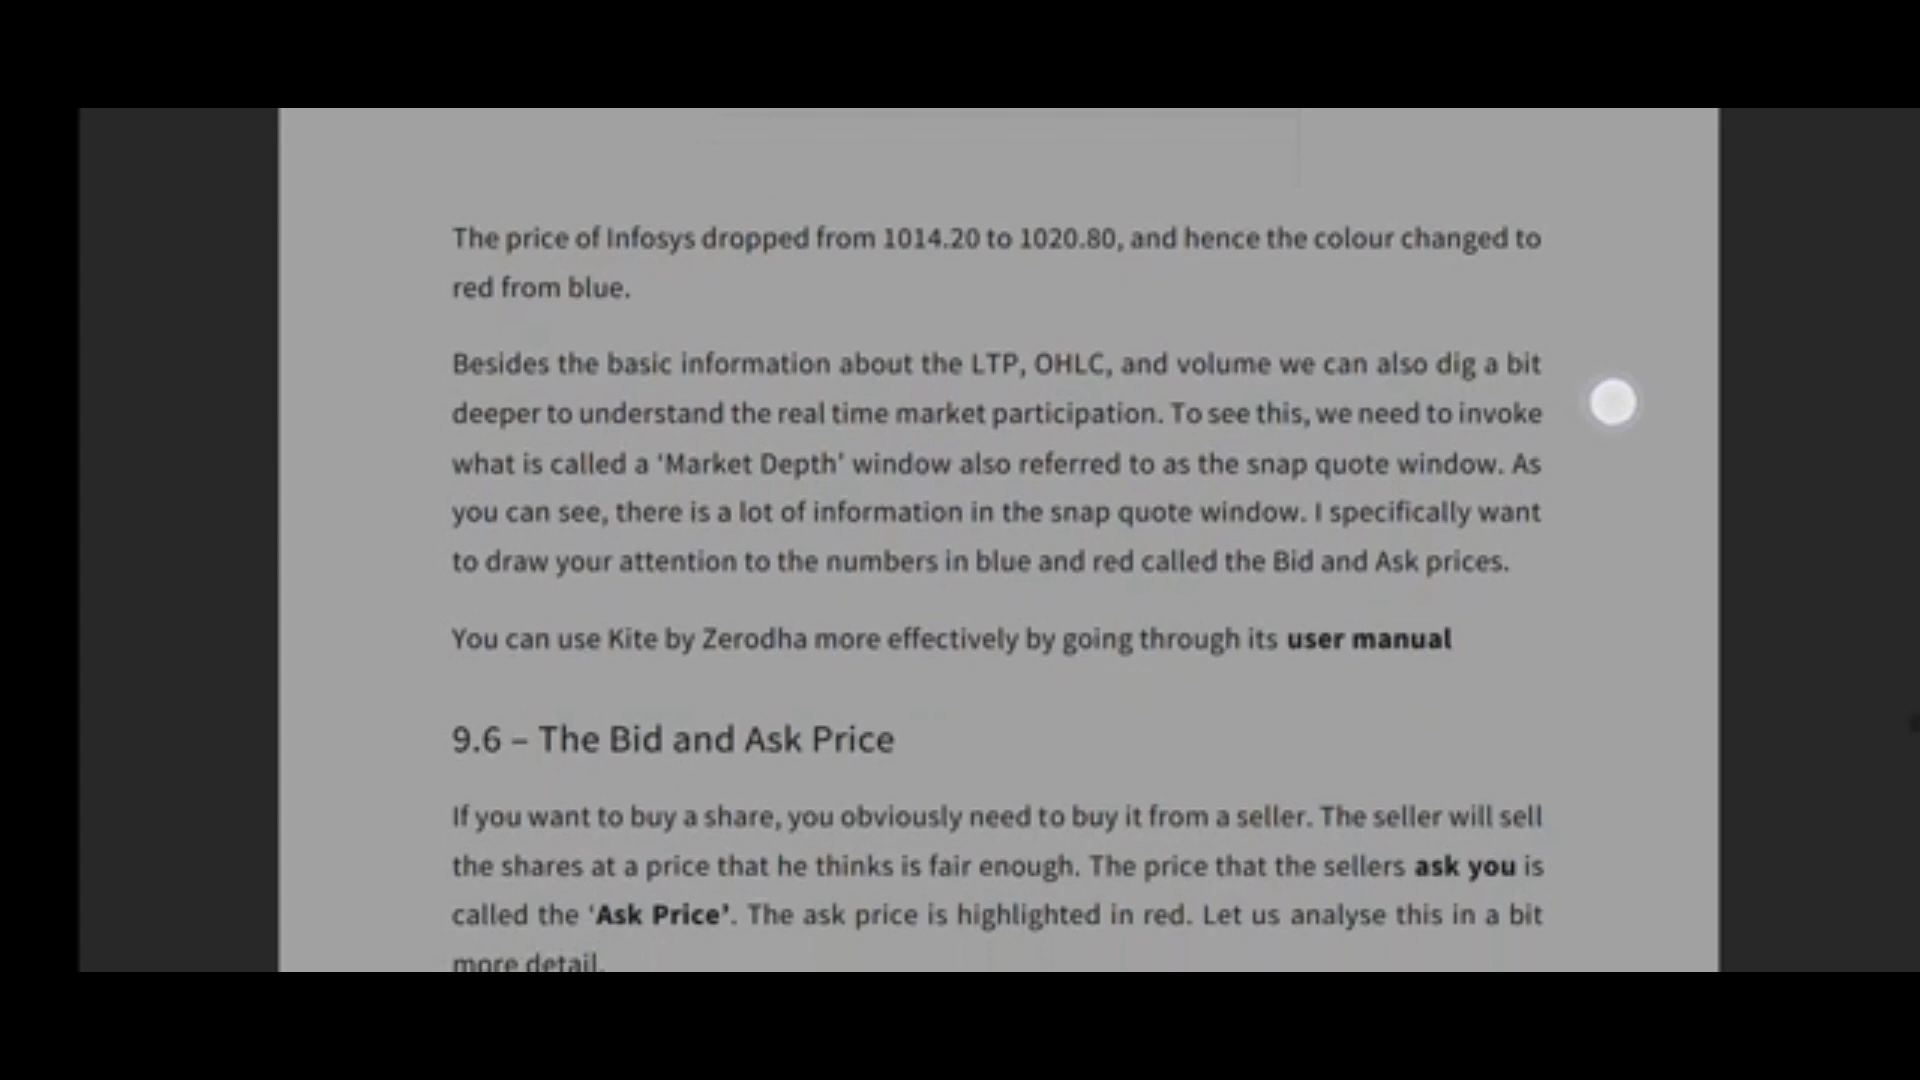 The price of Infosys dropped from 1014.20 to 1020.80, and hence the colour changed to
red from blue.
Besides the basic information about the LTP, OHLC, and volume we can also dig a bit
deeper to understand the real time market participation. To see this, we need to invoke
what is called a ‘Market Depth’ window also referred to as the snap quote window. As
you can see, there is a lot of information in the snap quote window. I specifically want
to draw your attention to the numbers in blue and red called the Bid and Ask prices.
You can use Kite by Zerodha more effectively by going through its user manual
9.6 – The Bid and Ask Price
If you want to buy a share, you obviously need to buy it from a seller. The seller will sell
the shares at a price that he thinks is fair enough. The price that the sellers ask you is
called the ‘Ask Price’. The ask price is highlighted in red. Let us analyse this in a bit
more detail.